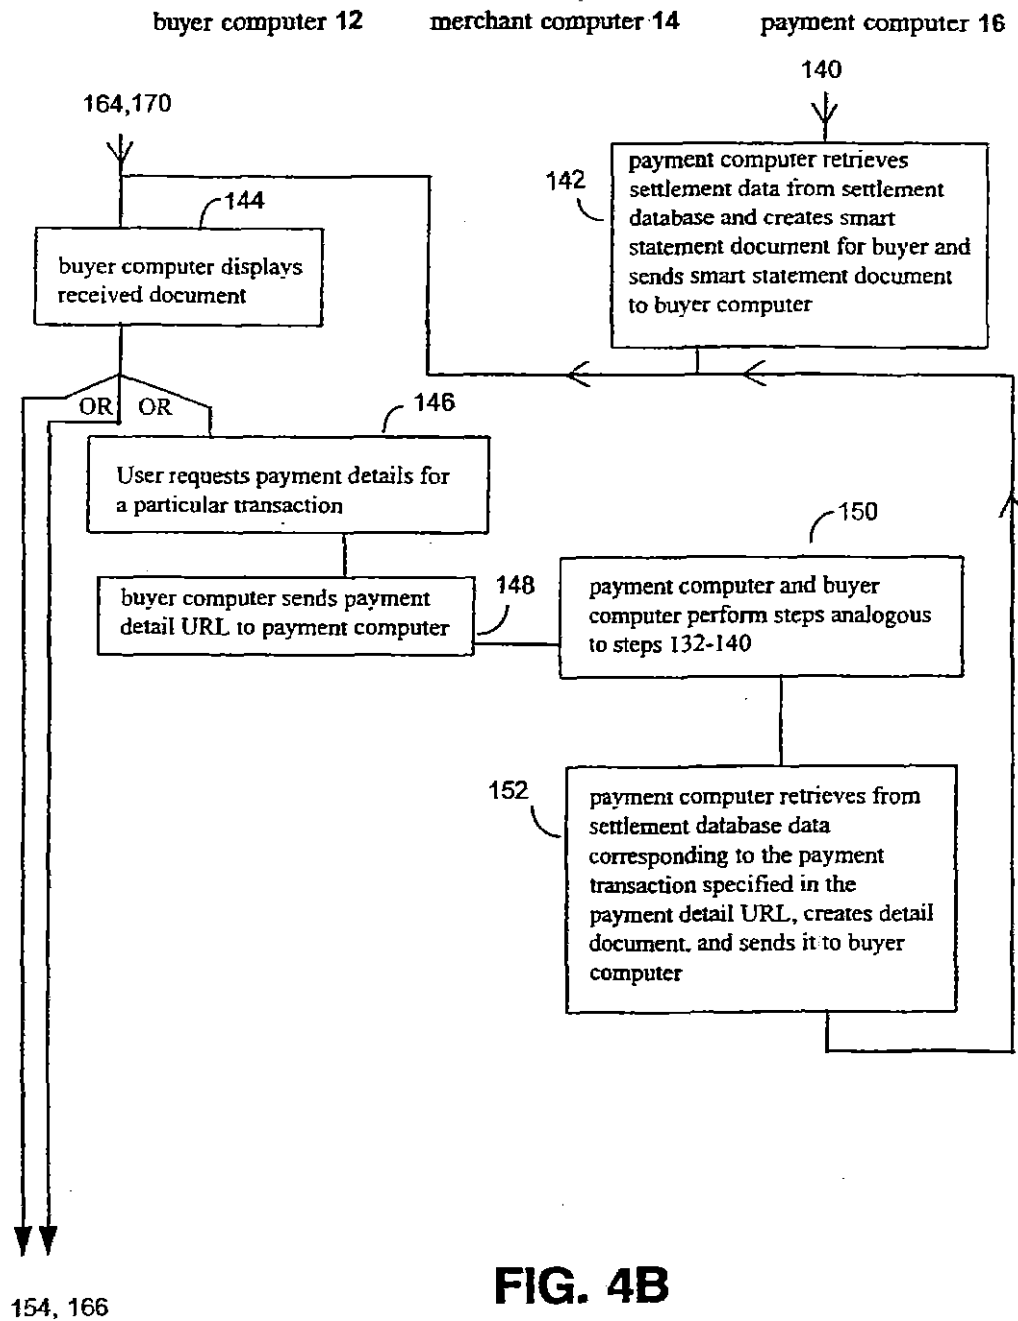 buyer computer 12 merchant computer 14 payment computer 16
140
164,170
payment computer retrieves
settlement data from settlement
database and creates smart
statement document for buyer and
sends smart statement document
to buyer computer
142
144
buyer computer displays
received document
OR OR
146
User requests payment details for
a particular transaction
150
148
buyer computer sends payment
detail URL to payment computer
payment computer and buyer
computer perform steps analogous
to steps 132-140
152
payment computer retrieves from
settlement database data
corresponding to the payment
transaction specified in the
payment detail URL, creates detail
document, and sends it to buyer
computer
FIG. 4B
154, 166